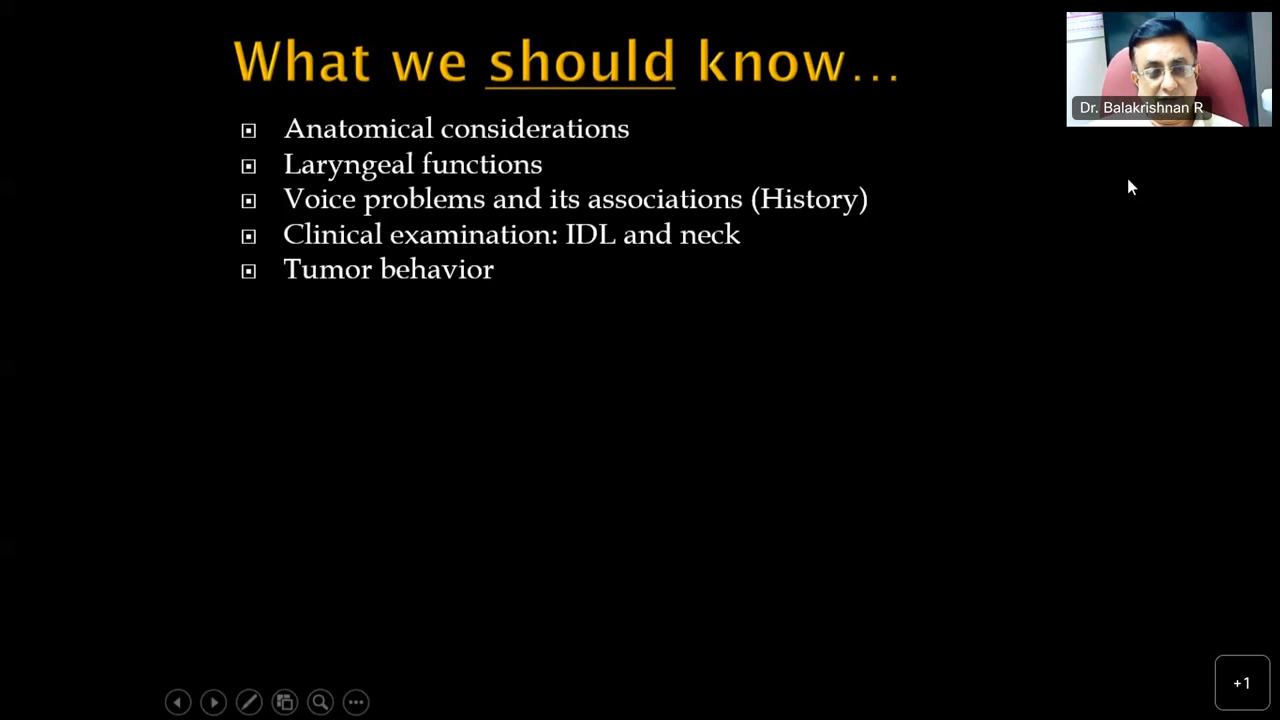 What we should know...
Dr. Balakrishnan R
Anatomical considerations
Laryngeal functions
Voice problems and its associations (History)
Clinical examination: IDL and neck
Tumor behavior
+1